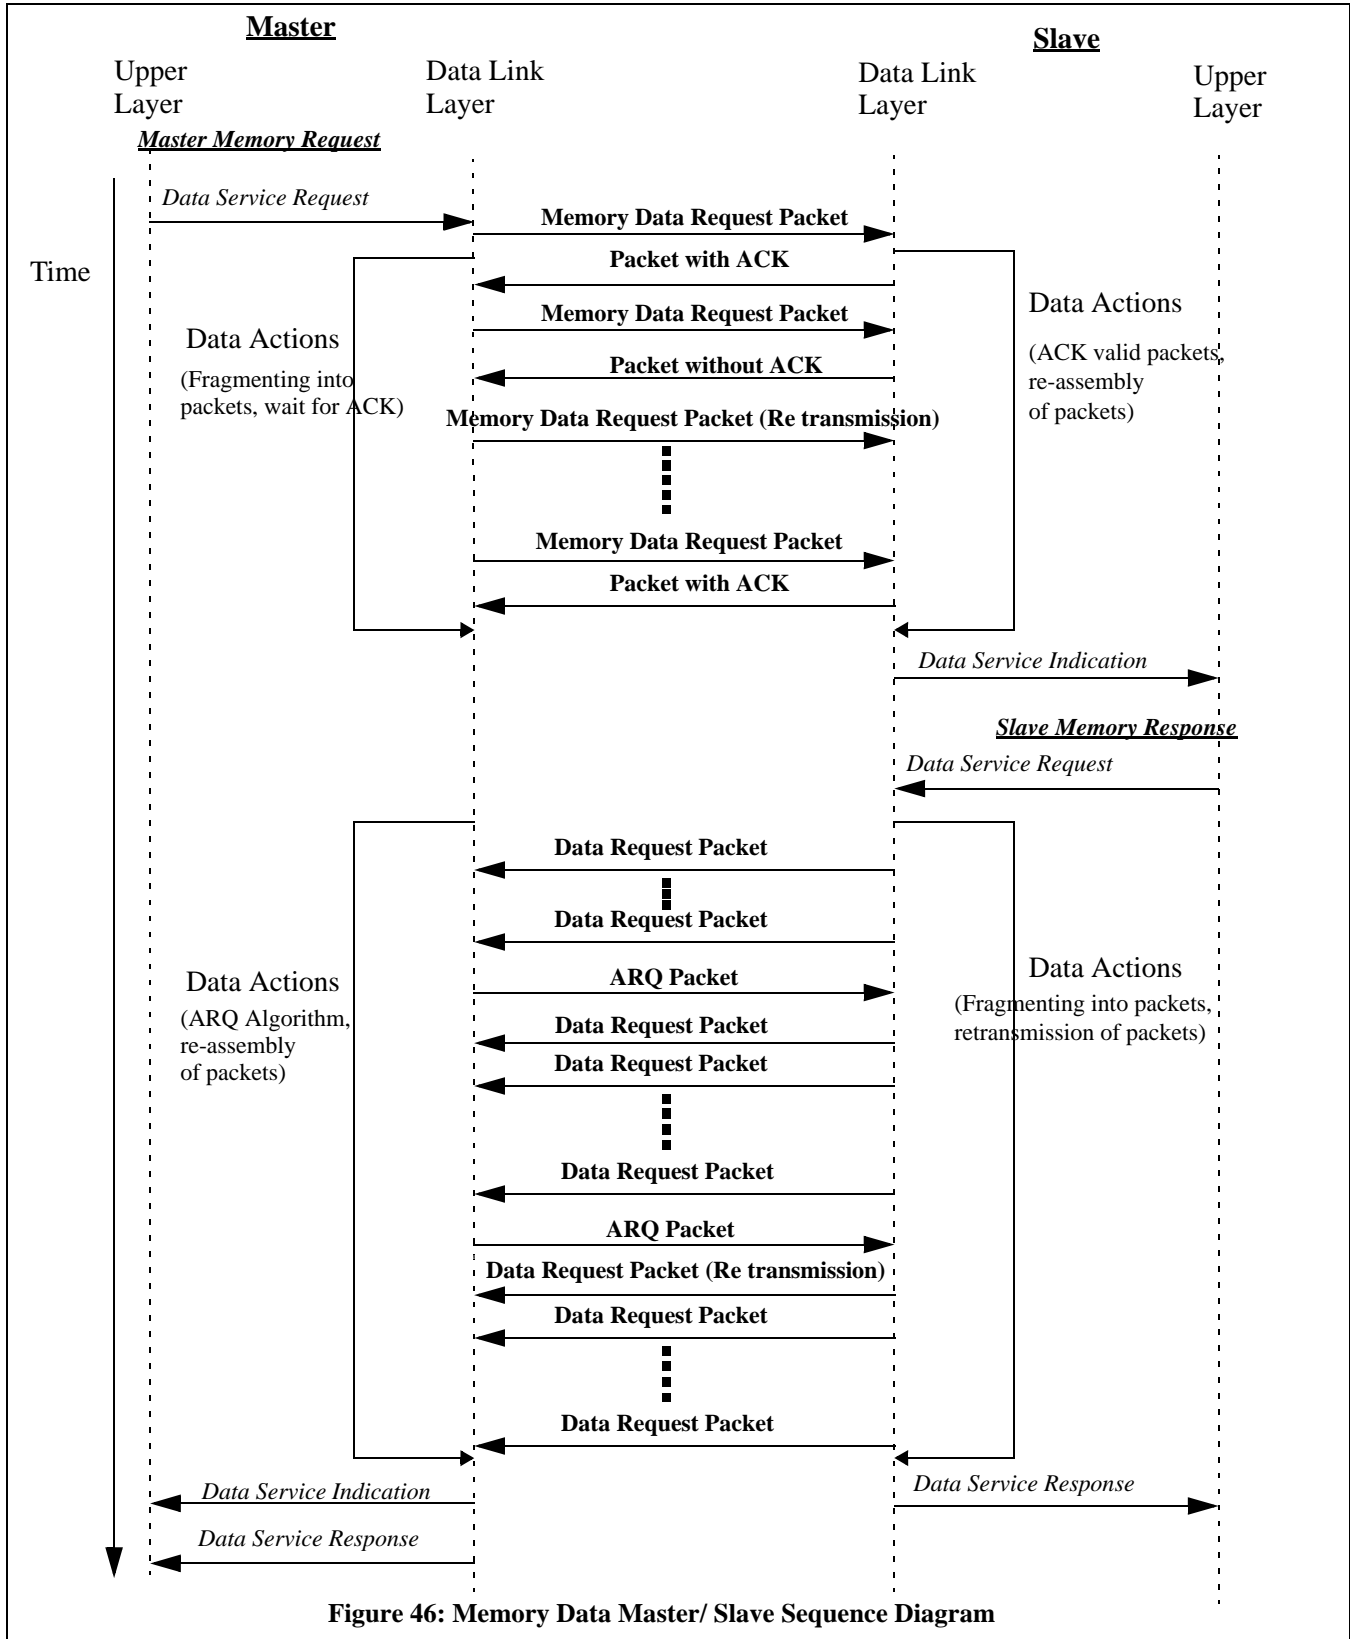 Master
Slave
Upper
Layer
Data Link
Layer
Data Link
Layer
Upper
Layer
Master Memory Request
Data Service Request
Memory Data Request Packet
Time
Packet with ACK
Data Actions
(Fragmenting into
packets, wait for ACK)
Data Actions
(ACK valid packets,
re-assembly
of packets)
Memory Data Request Packet
Packet without ACK
Memory Data Request Packet (Re transmission)
Memory Data Request Packet
Packet with ACK
Data Service Indication
Slave Memory Response
Data Service Request
Data Request Packet
Data Request Packet
Data Actions
(ARQ Algorithm,
re-assembly
of packets)
ARQ Packet
Data Actions
(Fragmenting into packets,
retransmission of packets)
Data Request Packet
Data Request Packet
Data Request Packet
ARQ Packet
Data Request Packet (Re transmission)
Data Request Packet
Data Request Packet
Data Service Indication
Data Service Response
Data Service Response
Figure 46: Memory Data Master/ Slave Sequence Diagram